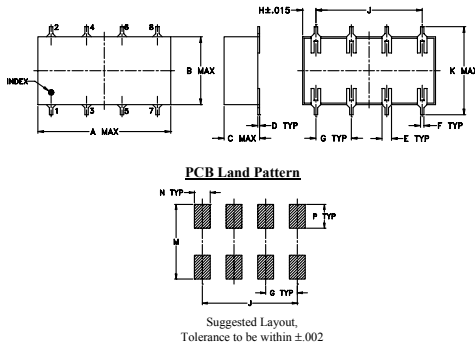 H±.015
J
2 4 6 8
B MAX
K MAX
INDEX
1 3 5 7
A MAX
C MAX
D TYP
G TYP
E TYP
F TYP
PCB Land Pattern
N TYP
P TYP
M
G TYP
J
Suggested Layout,
Tolerance to be within ±.002